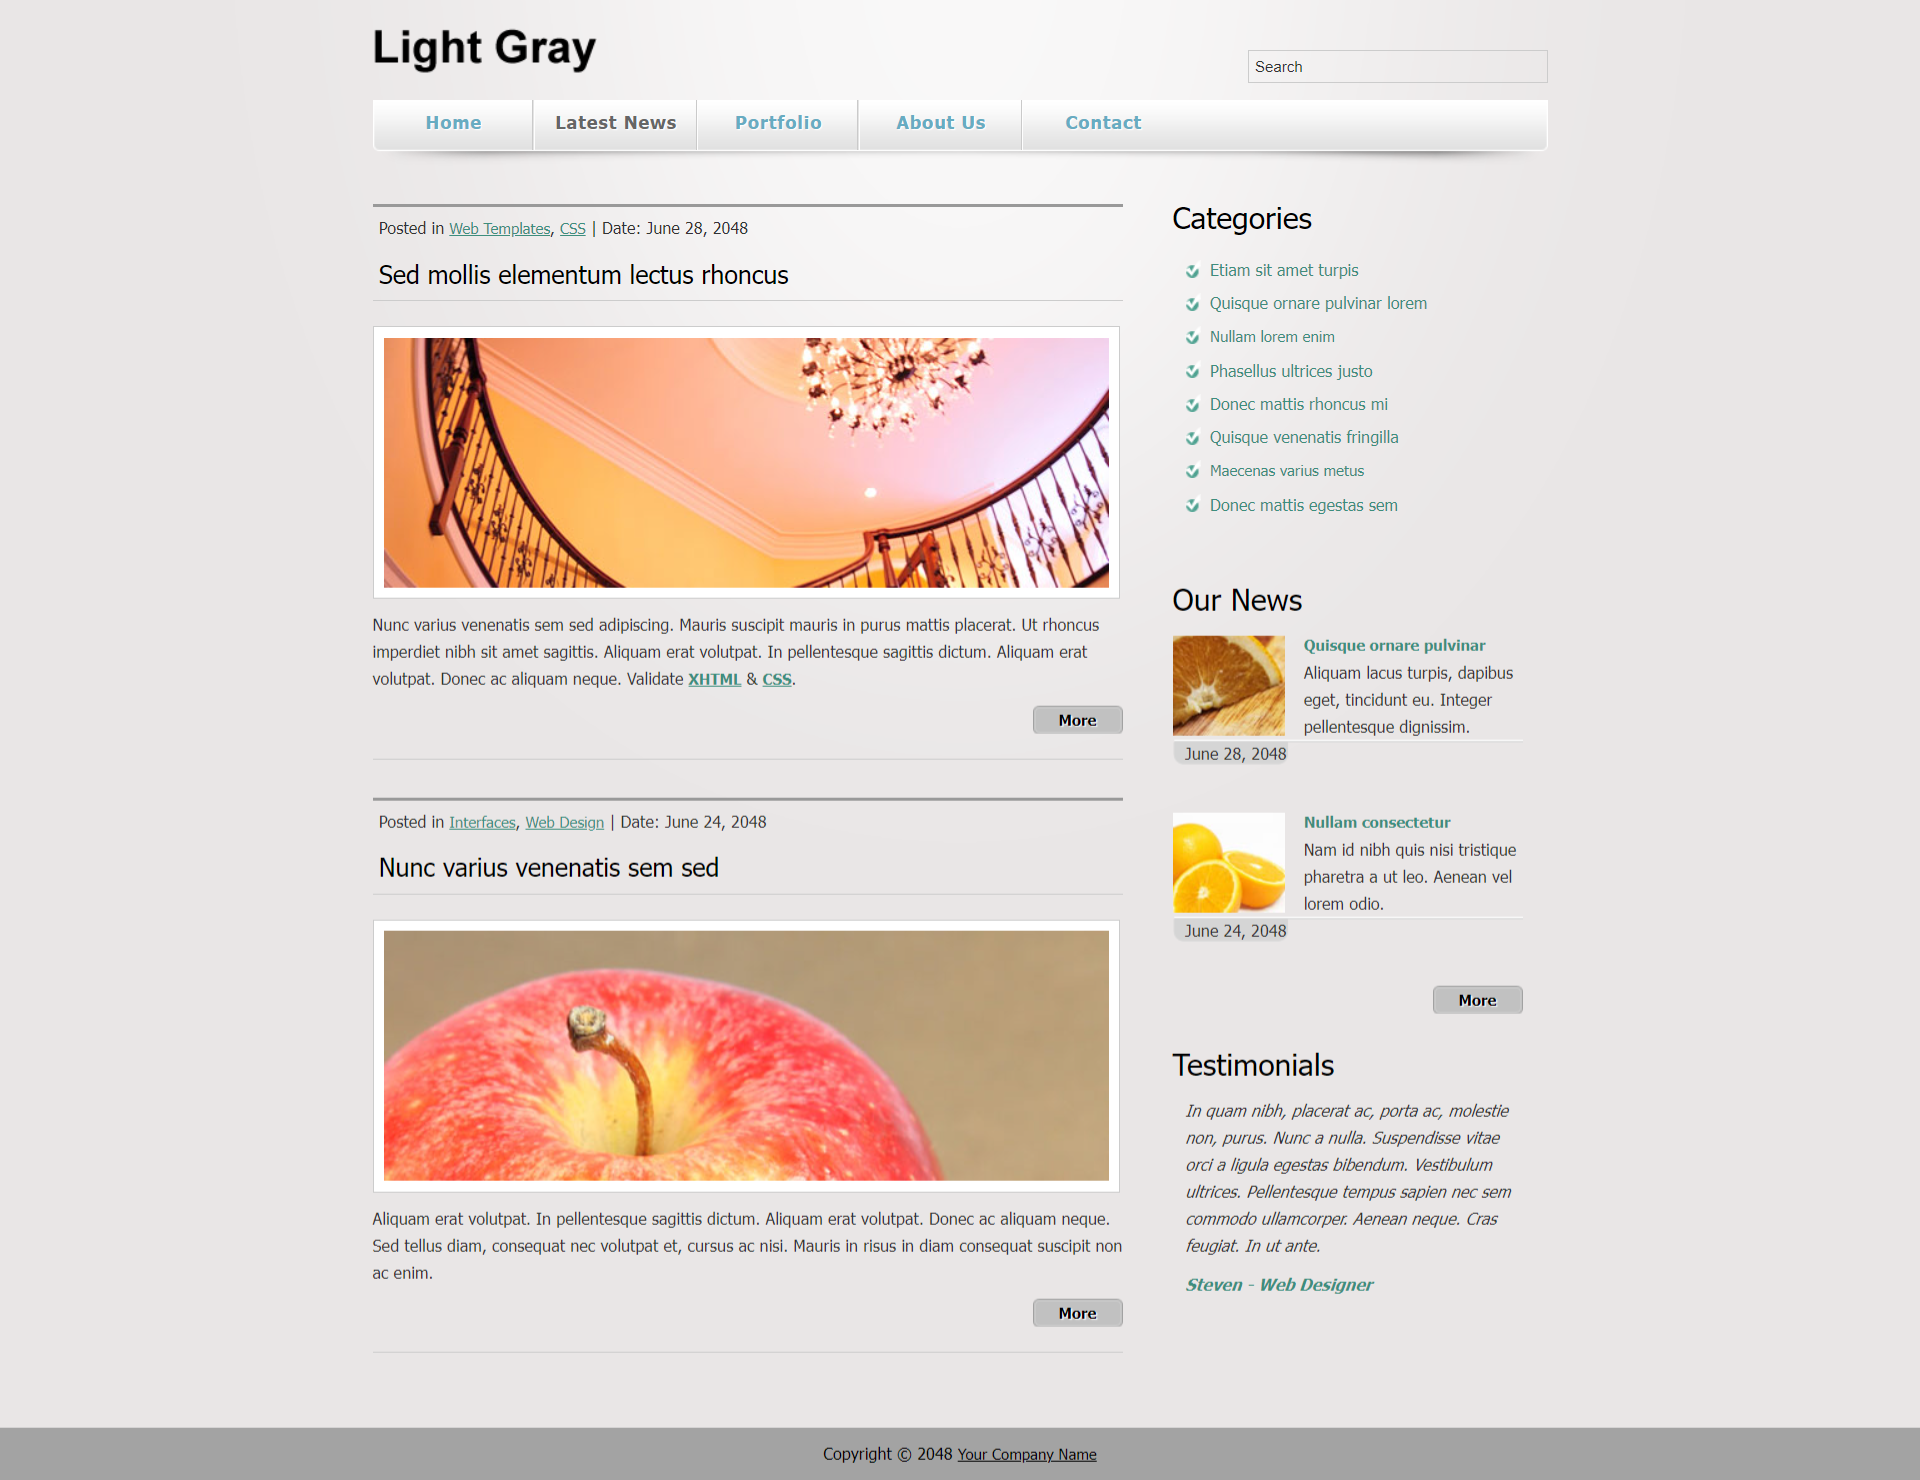 Light Gray
Search
Home
Latest News
Portfolio
About Us
Contact
Posted in Web Templates, CSS | Date: June 28, 2048
Sed mollis elementum lectus rhoncus
Nunc varius venenatis sem sed adipiscing. Mauris suscipit mauris in purus mattis placerat. Ut rhoncus
imperdiet nibh sit amet sagittis. Aliquam erat volutpat. In pellentesque sagittis dictum. Aliquam erat
volutpat. Donec ac aliquam neque. Validate XHTML & CSS.
More
Posted in Interfaces, Web Design | Date: June 24, 2048
Nunc varius venenatis sem sed
Aliquam erat volutpat. In pellentesque sagittis dictum. Aliquam erat volutpat. Donec ac aliquam neque.
Sed tellus diam, consequat nec volutpat et, cursus ac nisi. Mauris in risus in diam consequat suscipit non
ac enim.
More
Categories
Etiam sit amet turpis
Quisque ornare pulvinar lorem
Nullam lorem enim
Phasellus ultrices justo
Donec mattis rhoncus mi
Quisque venenatis fringilla
Maecenas varius metus
Donec mattis egestas sem
Our News
Quisque ornare pulvinar
Aliquam lacus turpis, dapibus
eget, tincidunt eu. Integer
pellentesque dignissim.
June 28, 2048
Nullam consectetur
Nam id nibh quis nisi tristique
pharetra a ut leo. Aenean vel
lorem odio.
June 24, 2048
More
Testimonials
In quam nibh, placerat ac, porta ac, molestie
non, purus. Nunc a nulla. Suspendisse vitae
orci a ligula egestas bibendum. Vestibulum
ultrices. Pellentesque tempus sapien nec sem
commodo ullamcorper. Aenean neque. Cras
feugiat. In ut ante.
Steven - Web Designer
Copyright © 2048 Your Company Name